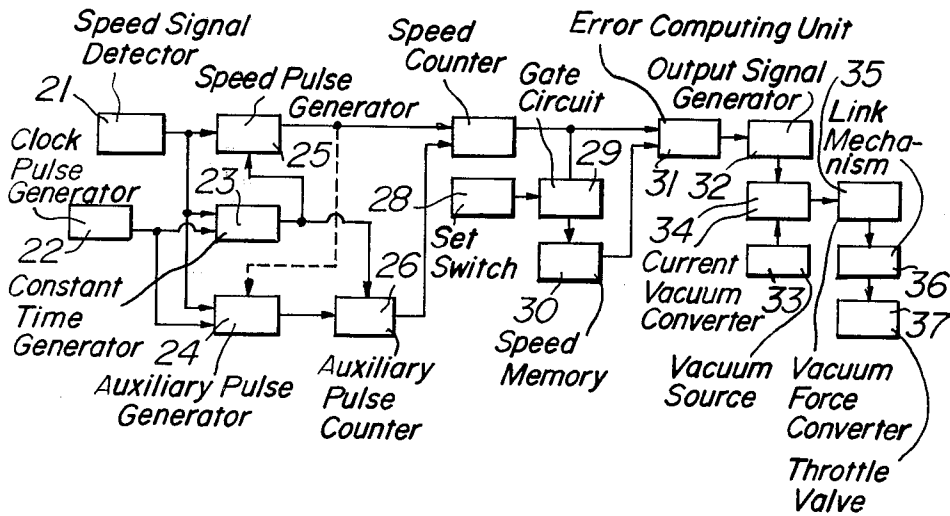 Speed Signal
Detector
21
Speed Pulse
Generator
25
Clock
Pulse
Generator
22
23
Constant
Time
Generator
24
Auxiliary Pulse
Generator
26
Auxiliary
Pulse
Counter
Speed
Counter
28
Set
Switch
Gate
Circuit
29
30
Speed
Memory
Error Computing Unit
31
Output Signal
Generator
32
34
Current
Vacuum
Converter
33
Vacuum
Source
35
Link
Mecha-
nism
Vacuum
Force
Converter
36
37
Throttle
Valve